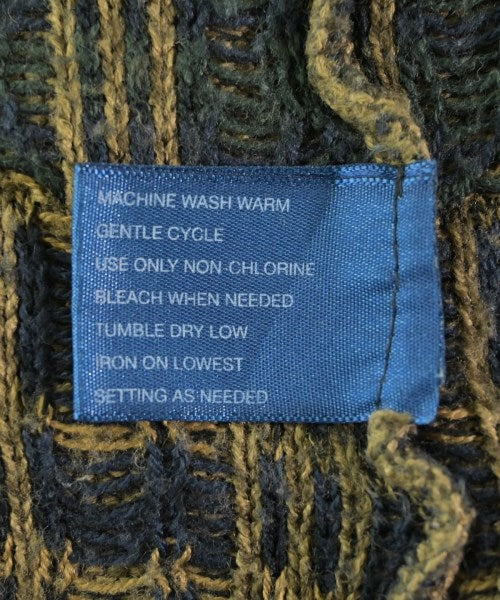 MACHINE WASH WARM
GENTLE CYCLE
USE ONLY NON-CHLORINE
BLEACH WHEN NEEDED
TUMBLE DRY LOW
IRON ON LOWEST
SETTING AS NEEDED